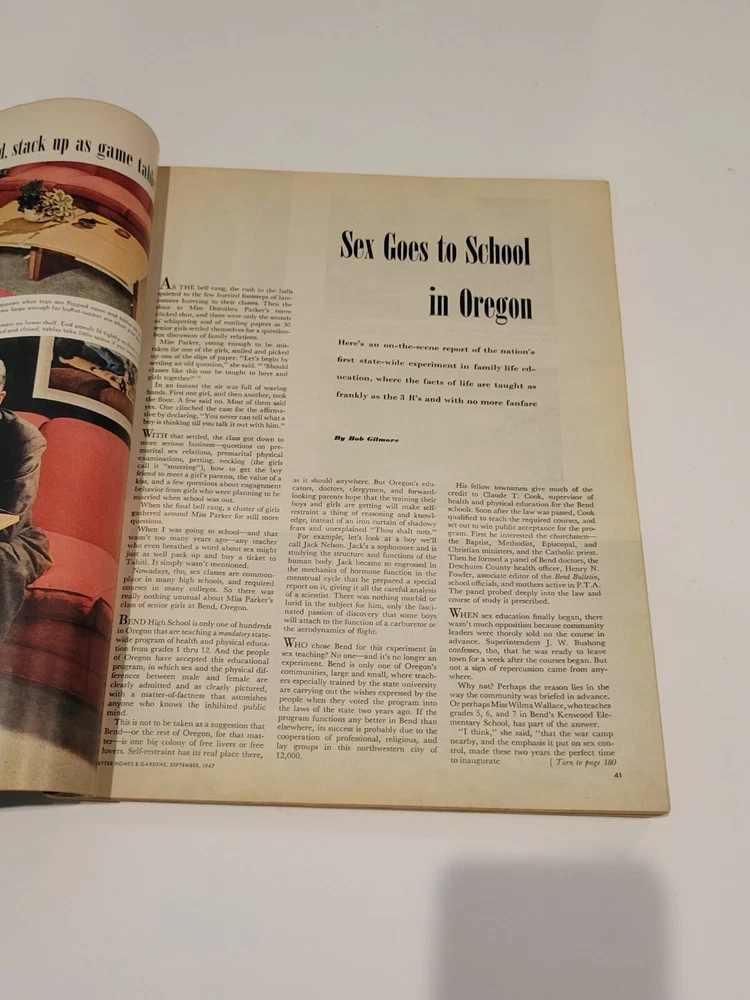 d, stack up as game tabl
appears when tops are flipped open and
ome large enough for buffet-supper use when
man on lower shelf. End panels fit tightly
ed and closed, tables take little space
Sex Goes to School
in Oregon
Here's an on-the-scene report of the nation's
first state-wide experiment in family life ed-
ucation, where the facts of life are taught as
frankly as the 3 R's and with no more fanfare
By Bob Gilmore
AS THE bell rang, the rush in the halls
quieted to the few hurried footsteps of late-
comers hurrying to their classes. Then the
door to Miss Dorothea Parker's room
clicked shut, and there were only the sounds
of whispering and of rustling papers as 30
senior girls settled themselves for a question-
box discussion of family relations.
Miss Parker, young enough to be mis-
taken for one of the girls, smiled and picked
up one of the slips of paper. "Let's begin by
settling an old question," she said. "'Should
classes like this one be taught to boys and
girls together?'"
In an instant the air was full of waving
hands. First one girl, and then another, took
the floor. A few said no. Most of them said
yes. One clinched the case for the affirma-
tive by declaring, "You never can tell what a
boy is thinking till you talk it out with him."
WITH that settled, the class got down to
more serious business—questions on pre-
marital sex relations, premarital physical
examinations, petting, necking (the girls
call it "smuzzing"), how to get the boy
friend to meet a girl's parents, the value of a
kiss, and a few questions about engagement
behavior from girls who were planning to be
married when school was out.
When the final bell rang, a cluster of girls
gathered around Miss Parker for still more
questions.
When I was going to school—and that
wasn't too many years ago—any teacher
who even breathed a word about sex might
just as well pack up and buy a ticket to
Tahiti. It simply wasn't mentioned.
Nowadays, tho, sex classes are common-
place in many high schools, and required
courses in many colleges. So there was
really nothing unusual about Miss Parker's
class of senior girls at Bend, Oregon.
BEND High School is only one of hundreds
in Oregon that are teaching a mandatory state-
wide program of health and physical educa-
tion from grades 1 thru 12. And the people
of Oregon have accepted this educational
program, in which sex and the physical dif-
ferences between male and female are
clearly admitted and as clearly pictured,
with a matter-of-factness that astonishes
anyone who knows the inhibited public
mind.
This is not to be taken as a suggestion that
Bend—or the rest of Oregon, for that mat-
ter—is one big colony of free livers or free
lovers. Self-restraint has its real place there,
as it should anywhere. But Oregon's edu-
cators, doctors, clergymen, and forward-
looking parents hope that the training their
boys and girls are getting will make self-
restraint a thing of reasoning and knowl-
edge, instead of an iron curtain of shadowy
fears and unexplained "Thou shalt nots."
For example, let's look at a boy we'll
call Jack Nelson. Jack's a sophomore and is
studying the structure and functions of the
human body. Jack became so engrossed in
the mechanics of hormone function in the
menstrual cycle that he prepared a special
report on it, giving it all the careful analysis
of a scientist. There was nothing morbid or
lurid in the subject for him, only the fasci-
nated passion of discovery that some boys
will attach to the function of a carburetor or
the aerodynamics of flight.
WHO chose Bend for this experiment in
sex teaching? No one—and it's no longer an
experiment. Bend is only one of Oregon's
communities, large and small, where teach-
ers especially trained by the state university
are carrying out the wishes expressed by the
people when they voted the program into
the laws of the state two years ago. If the
program functions any better in Bend than
elsewhere, its success is probably due to the
cooperation of professional, religious, and
lay groups in this northwestern city of
12,000.
His fellow townsmen give much of the
credit to Claude T. Cook, supervisor of
health and physical education for the Bend
schools. Soon after the law was passed, Cook
qualified to teach the required courses, and
set out to win public acceptance for the pro-
gram. First he interested the churchmen—
the Baptist, Methodist, Episcopal, and
Christian ministers, and the Catholic priest.
Then he formed a panel of Bend doctors, the
Deschutes County health officer, Henry N.
Fowler, associate editor of the Bend Bulletin,
school officials, and mothers active in P.T.A.
The panel probed deeply into the law and
course of study it prescribed.
WHEN sex education finally began, there
wasn't much opposition because community
leaders were thoroly sold on the course in
advance. Superintendent J. W. Bushong
confesses, tho, that he was ready to leave
town for a week after the courses began. But
not a sign of repercussion came from any-
where.
Why not? Perhaps the reason lies in the
way the community was briefed in advance.
Or perhaps Miss Wilma Wallace, who teaches
grades 5, 6, and 7 in Bend's Kenwood Ele-
mentary School, has part of the answer.
"I think," she said, "that the war camp
nearby, and the emphasis it put on sex con-
trol, made these two years the perfect time
to inaugurate [ Turn to page 180
ETTER HOMES & GARDENS, SEPTEMBER, 1947
41